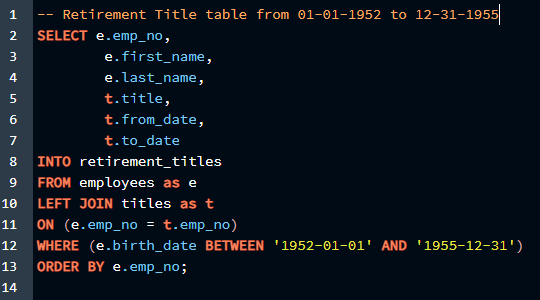 1 -- Retirement Title table from 01-01-1952 to 12-31-1955
2 SELECT e.emp_no,
3 e.first_name,
4 e.last_name,
5 t.title,
6 t.from_date,
7 t.to_date
8 INTO retirement_titles
9 FROM employees as e
10 LEFT JOIN titles as t
11 ON (e.emp_no = t.emp_no)
12 WHERE (e.birth_date BETWEEN '1952-01-01' AND '1955-12-31')
13 ORDER BY e.emp_no;
14